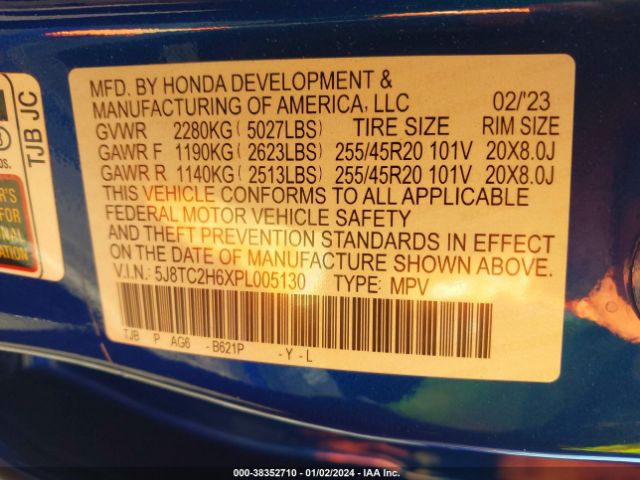 MFD. BY HONDA DEVELOPMENT &
MANUFACTURING OF AMERICA, LLC 02/'23
GVWR 2280KG ( 5027LBS) TIRE SIZE RIM SIZE
GAWR F 1190KG ( 2623LBS) 255/45R20 101V 20X8.0J
GAWR R 1140KG ( 2513LBS) 255/45R20 101V 20X8.0J
THIS VEHICLE CONFORMS TO ALL APPLICABLE
FEDERAL MOTOR VEHICLE SAFETY
AND THEFT PREVENTION STANDARDS IN EFFECT
ON THE DATE OF MANUFACTURE SHOWN ABOVE.
V.I.N.: 5J8TC2H6XPL005130 TYPE: MPV
TJB P AG6 - B621P - Y - L
TJB JC
OS.
FOR
000-38352710 - 01/02/2024 - IAA Inc.